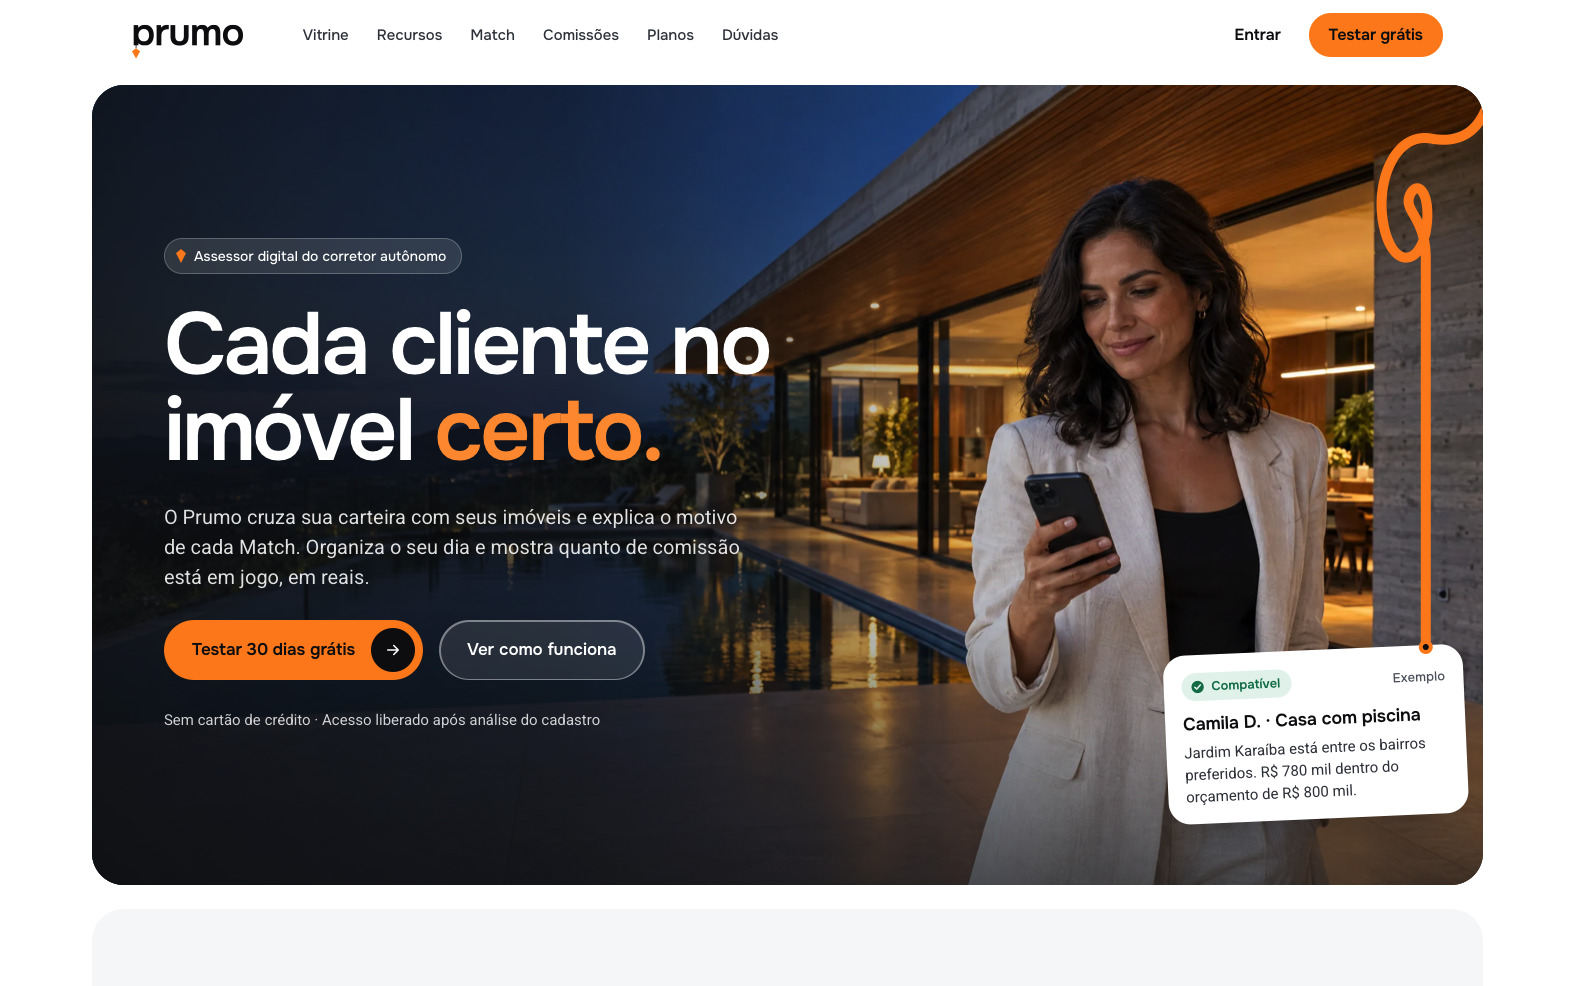 prumo
Vitrine
Recursos
Match
Comissões
Planos
Dúvidas
Entrar
Testar grátis
Assessor digital do corretor autônomo
Cada cliente no
imóvel certo.
O Prumo cruza sua carteira com seus imóveis e explica o motivo
de cada Match. Organiza o seu dia e mostra quanto de comissão
está em jogo, em reais.
Testar 30 dias grátis
Ver como funciona
Sem cartão de crédito · Acesso liberado após análise do cadastro
Compatível
Exemplo
Camila D. · Casa com piscina
Jardim Karaíba está entre os bairros
preferidos. R$ 780 mil dentro do
orçamento de R$ 800 mil.